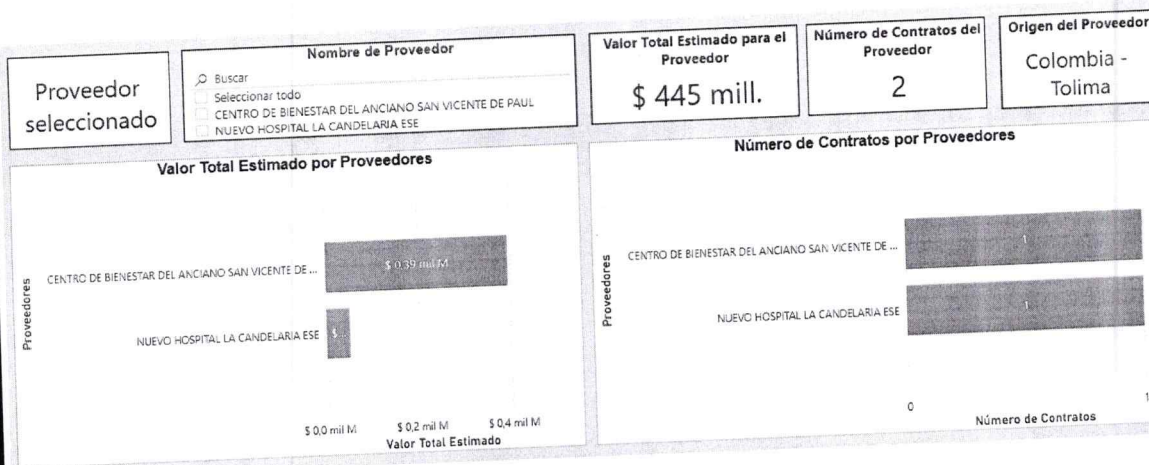 Proveedor
seleccionado
Nombre de Proveedor
Buscar
Seleccionar todo
CENTRO DE BIENESTAR DEL ANCIANO SAN VICENTE DE PAUL
NUEVO HOSPITAL LA CANDELARIA ESE
Valor Total Estimado para el
Proveedor
$ 445 mill.
Número de Contratos del
Proveedor
2
Origen del Proveedor
Colombia -
Tolima
Valor Total Estimado por Proveedores
Proveedores
CENTRO DE BIENESTAR DEL ANCIANO SAN VICENTE DE ...
$ 0,39 mil M
NUEVO HOSPITAL LA CANDELARIA ESE
$...
$ 0,0 mil M $ 0,2 mil M $ 0,4 mil M
Valor Total Estimado
Número de Contratos por Proveedores
Proveedores
CENTRO DE BIENESTAR DEL ANCIANO SAN VICENTE DE ...
1
NUEVO HOSPITAL LA CANDELARIA ESE
1
0 1
Número de Contratos